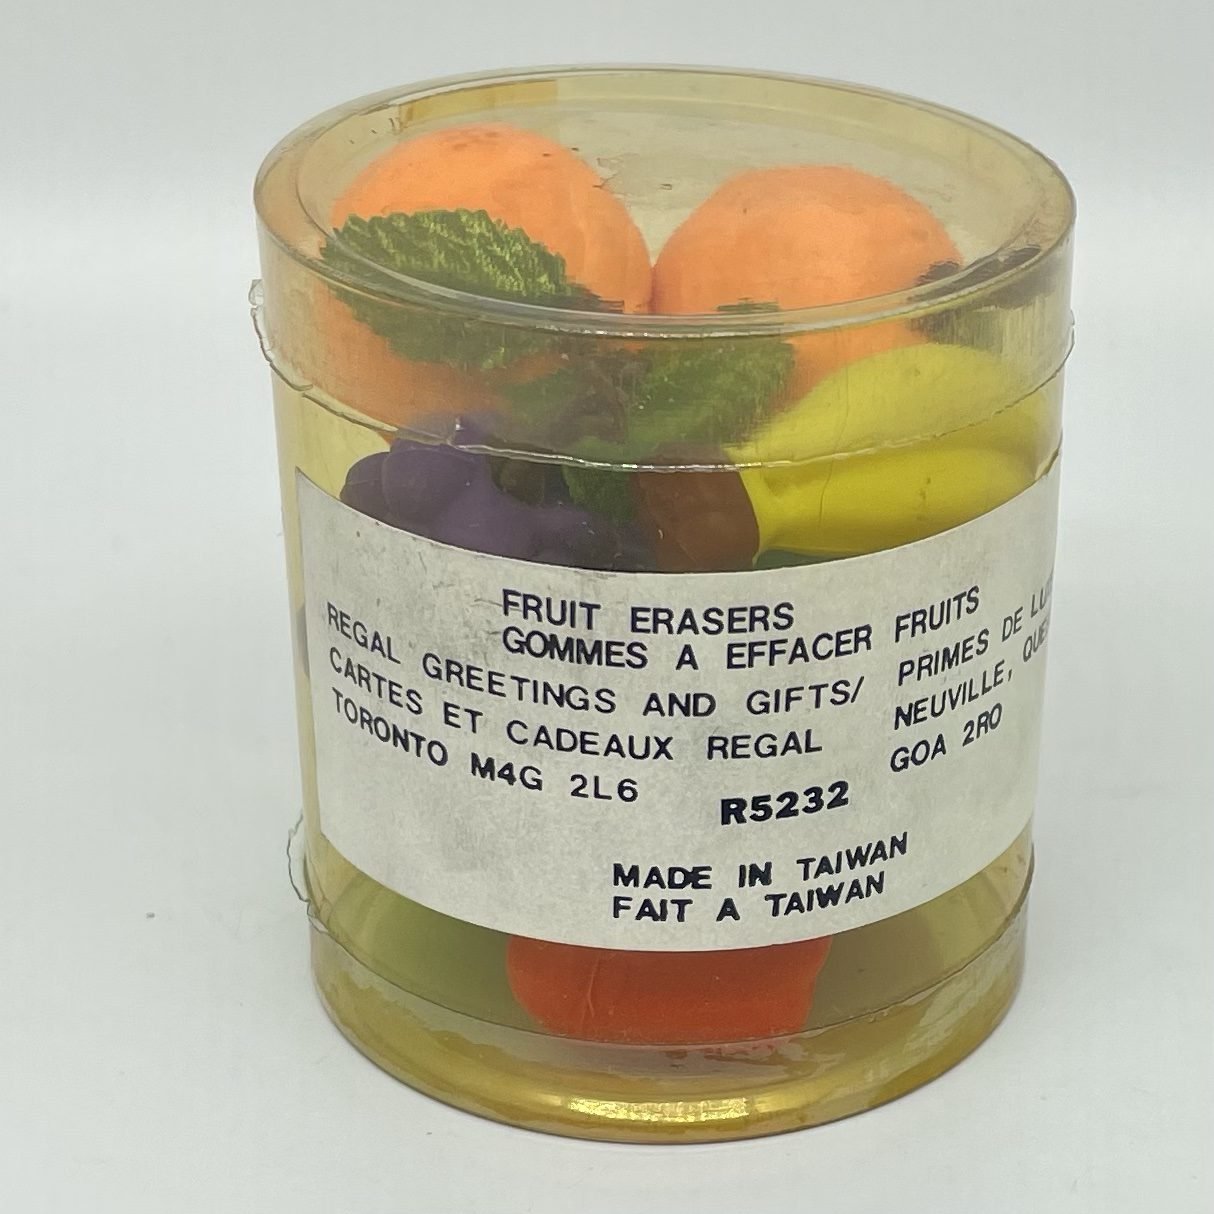 FRUIT ERASERS
GOMMES A EFFACER FRUITS
REGAL GREETINGS AND GIFTS/ PRIMES DE
CARTES ET CADEAUX REGAL NEUVILLE,
TORONTO M4G 2L6 GOA 2RO
R5232
MADE IN TAIWAN
FAIT A TAIWAN